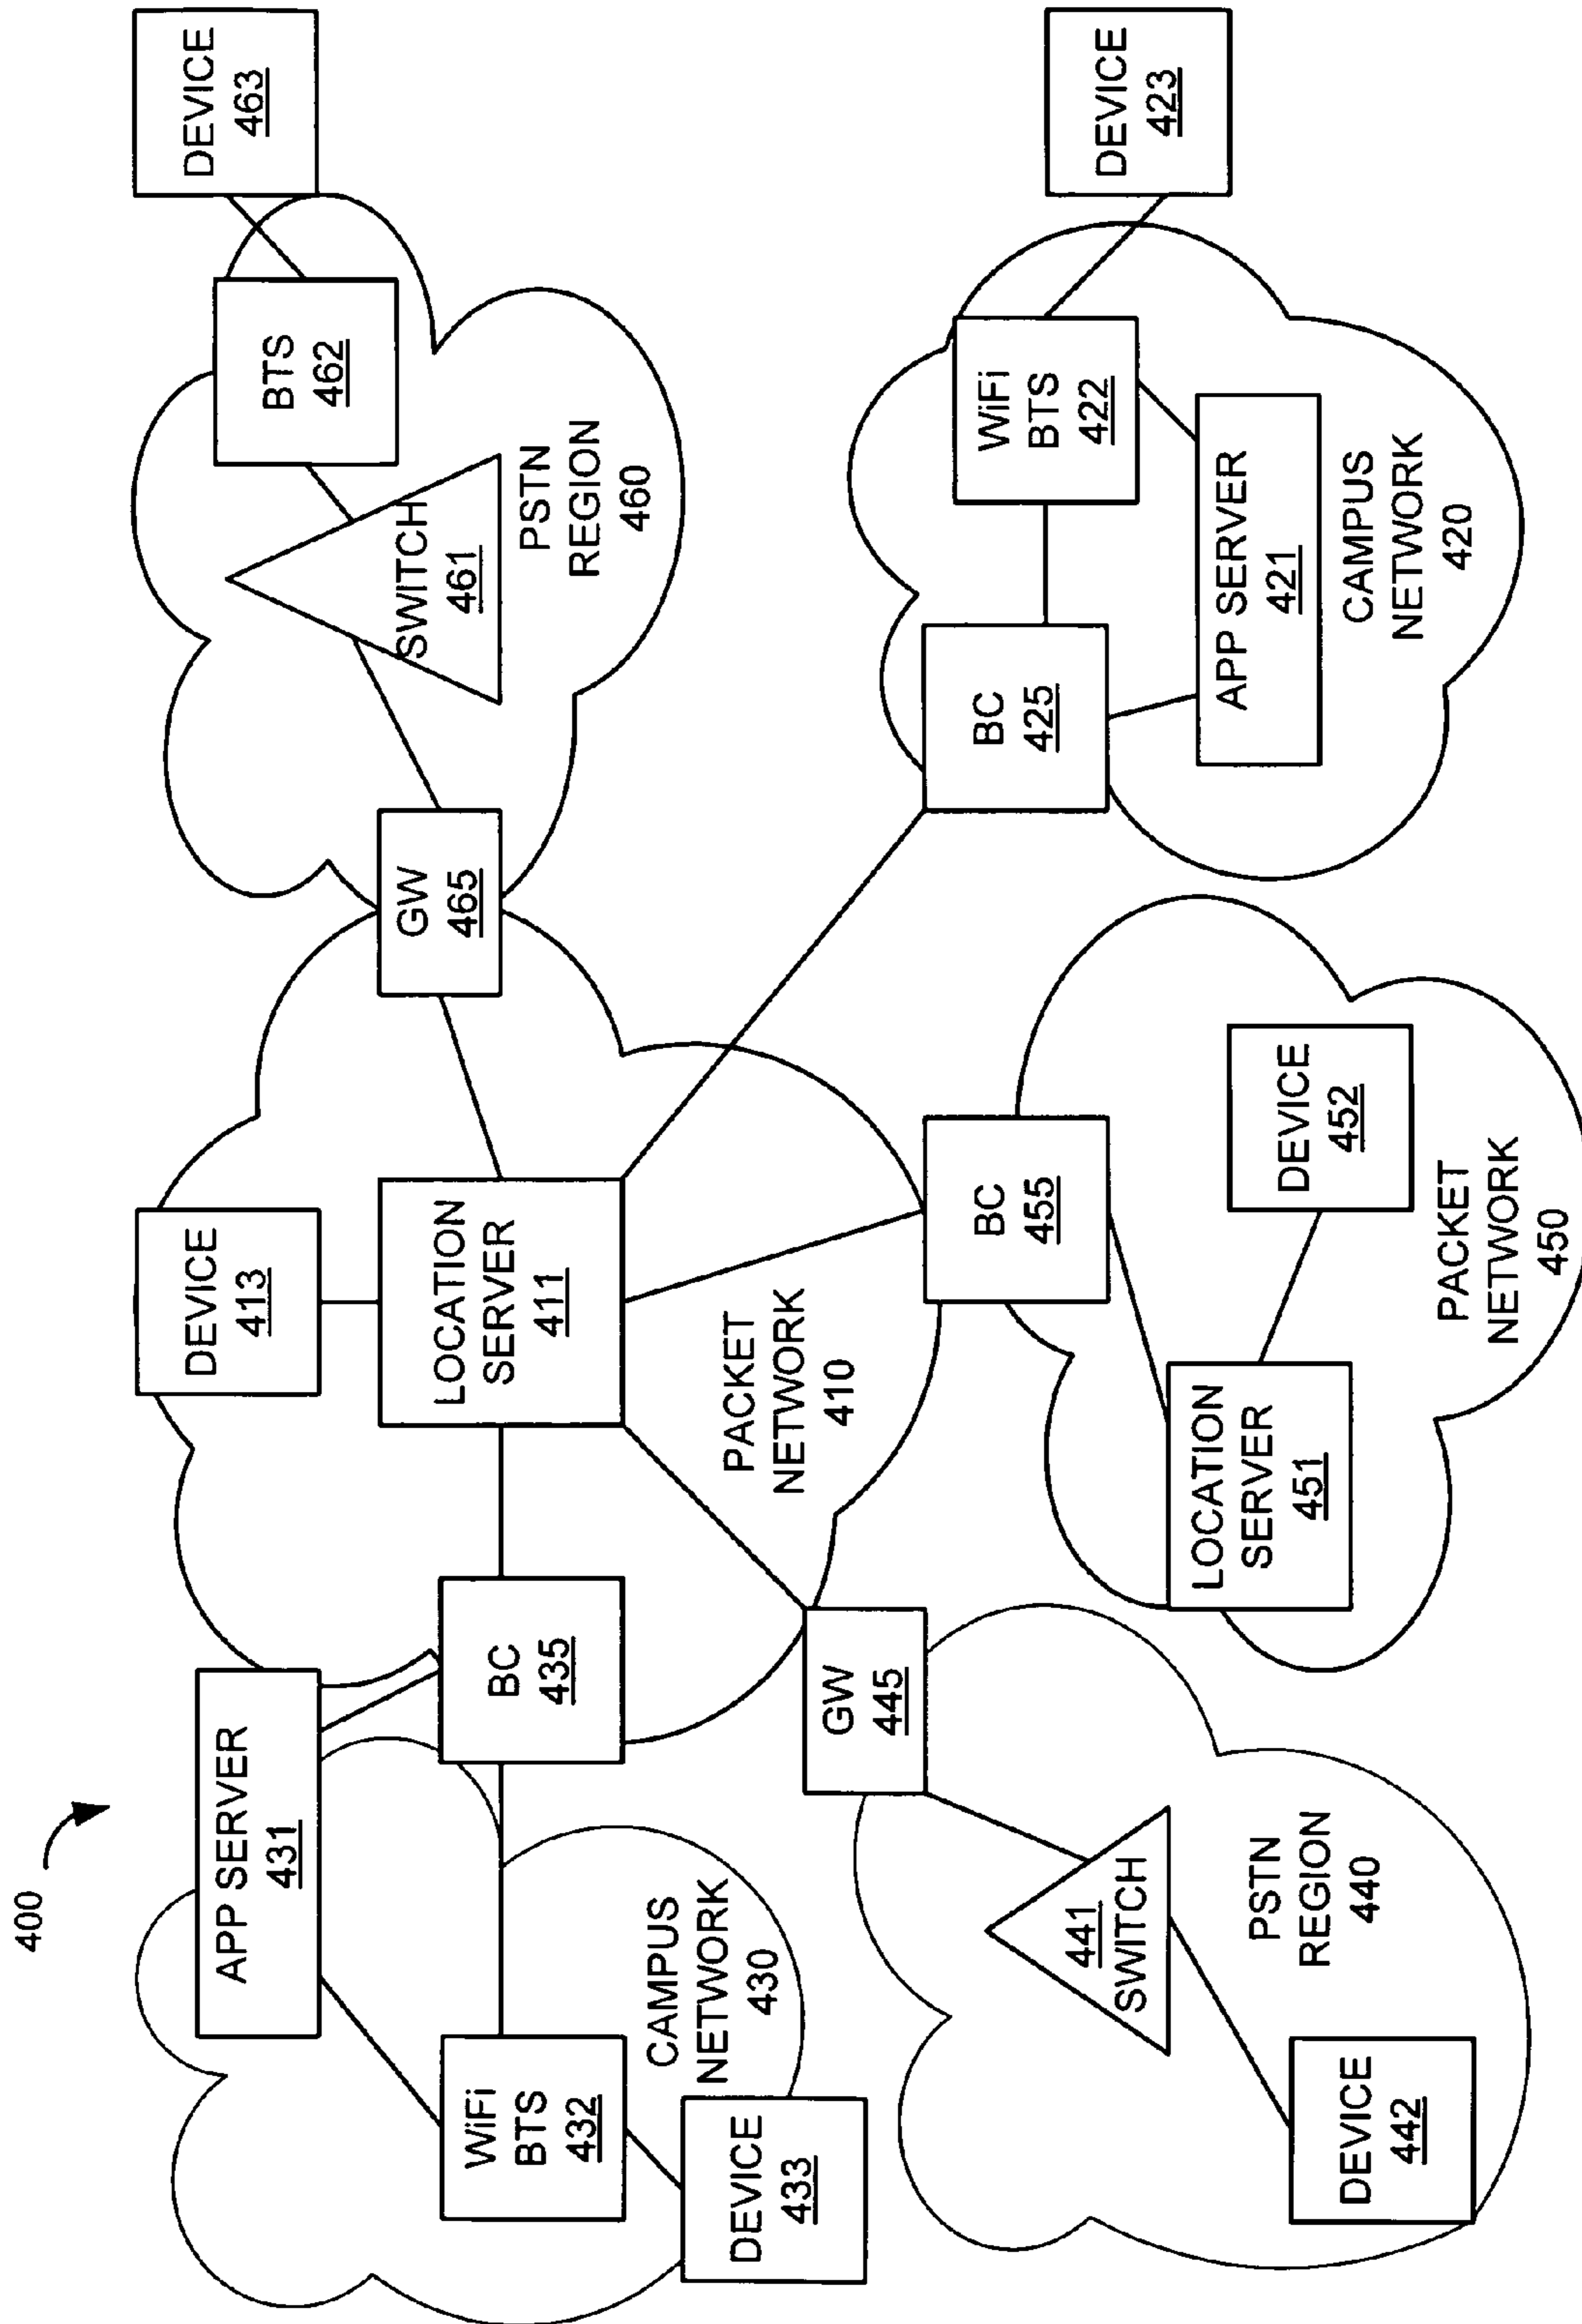 400
APP SERVER
431
WiFi
BTS
432
DEVICE
433
CAMPUS
NETWORK
430
BC
435
DEVICE
413
LOCATION
SERVER
411
PACKET
NETWORK
410
GW
465
SWITCH
461
BTS
462
DEVICE
463
PSTN
REGION
460
GW
445
441
SWITCH
DEVICE
442
PSTN
REGION
440
BC
455
LOCATION
SERVER
451
DEVICE
452
PACKET
NETWORK
450
BC
425
WiFi
BTS
422
DEVICE
423
APP SERVER
421
CAMPUS
NETWORK
420